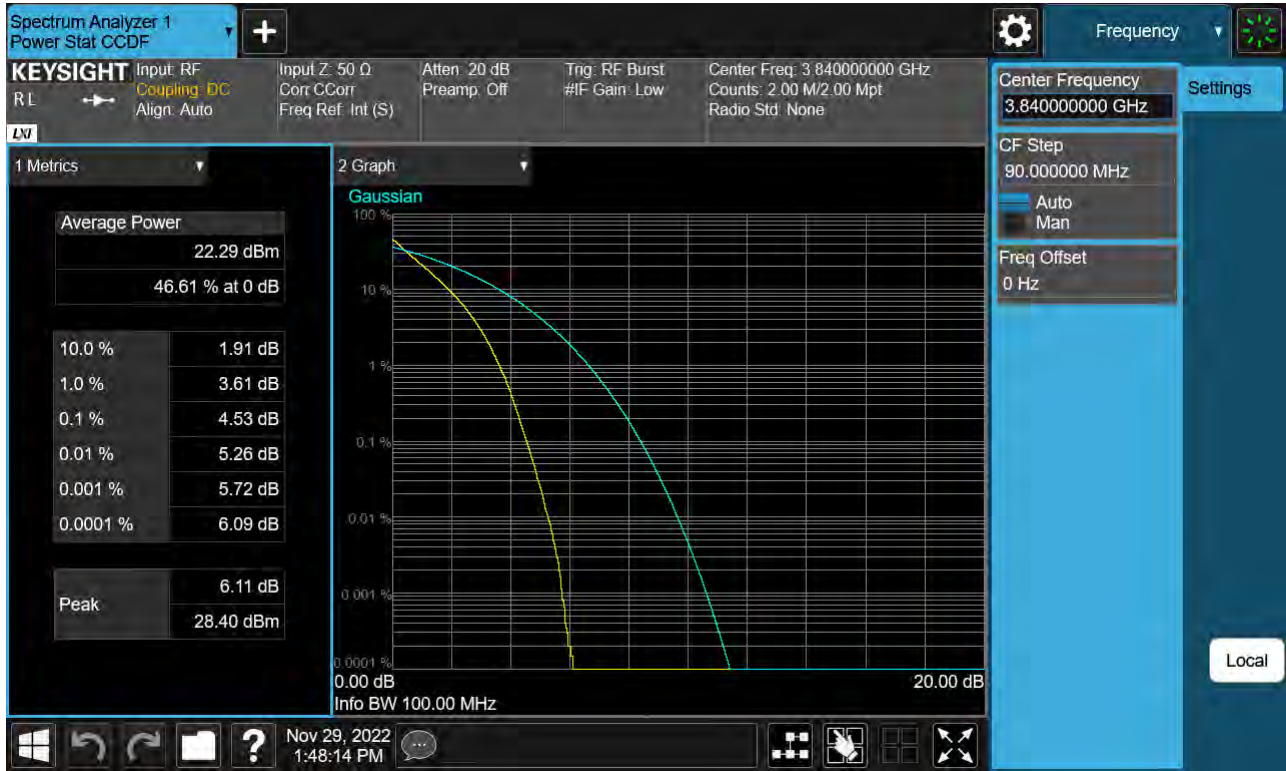 Spectrum Analyzer 1
Power Stat CCDF
+
Frequency
KEYSIGHT
RL
LXI
Input: RF
Coupling: DC
Align: Auto
Input Z: 50 Ω
Corr CCorr
Freq Ref: Int (S)
Atten: 20 dB
Preamp: Off
Trig: RF Burst
#IF Gain: Low
Center Freq: 3.840000000 GHz
Counts: 2.00 M/2.00 Mpt
Radio Std: None
Center Frequency
3.840000000 GHz
Settings
CF Step
90.000000 MHz
Auto
Man
Freq Offset
0 Hz
1 Metrics
Average Power
22.29 dBm
46.61 % at 0 dB
10.0 % 1.91 dB
1.0 % 3.61 dB
0.1 % 4.53 dB
0.01 % 5.26 dB
0.001 % 5.72 dB
0.0001 % 6.09 dB
Peak
6.11 dB
28.40 dBm
2 Graph
Gaussian
100 %
10 %
1 %
0.1 %
0.01 %
0.001 %
0.0001 %
0.00 dB 20.00 dB
Info BW 100.00 MHz
Local
?
Nov 29, 2022
1:48:14 PM